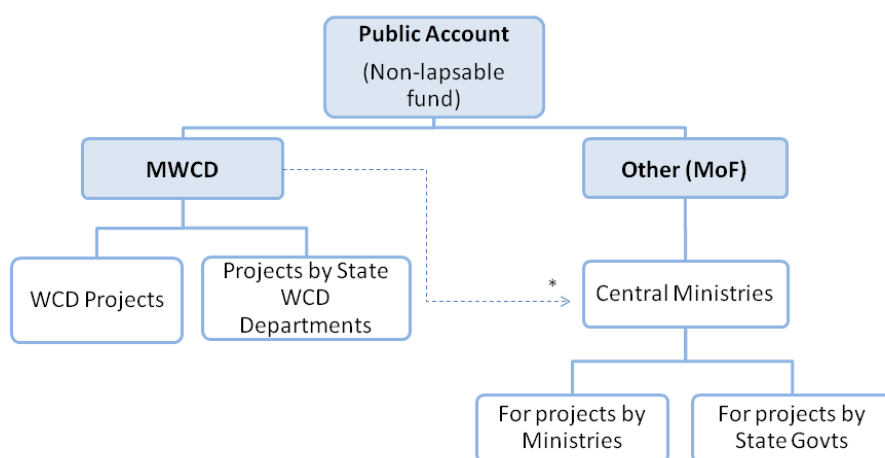 Public Account
(Non-lapsable
fund)
MWCD
Other (MoF)
WCD Projects
Projects by State
WCD
Departments
*
Central Ministries
For projects by
Ministries
For projects by
State Govts